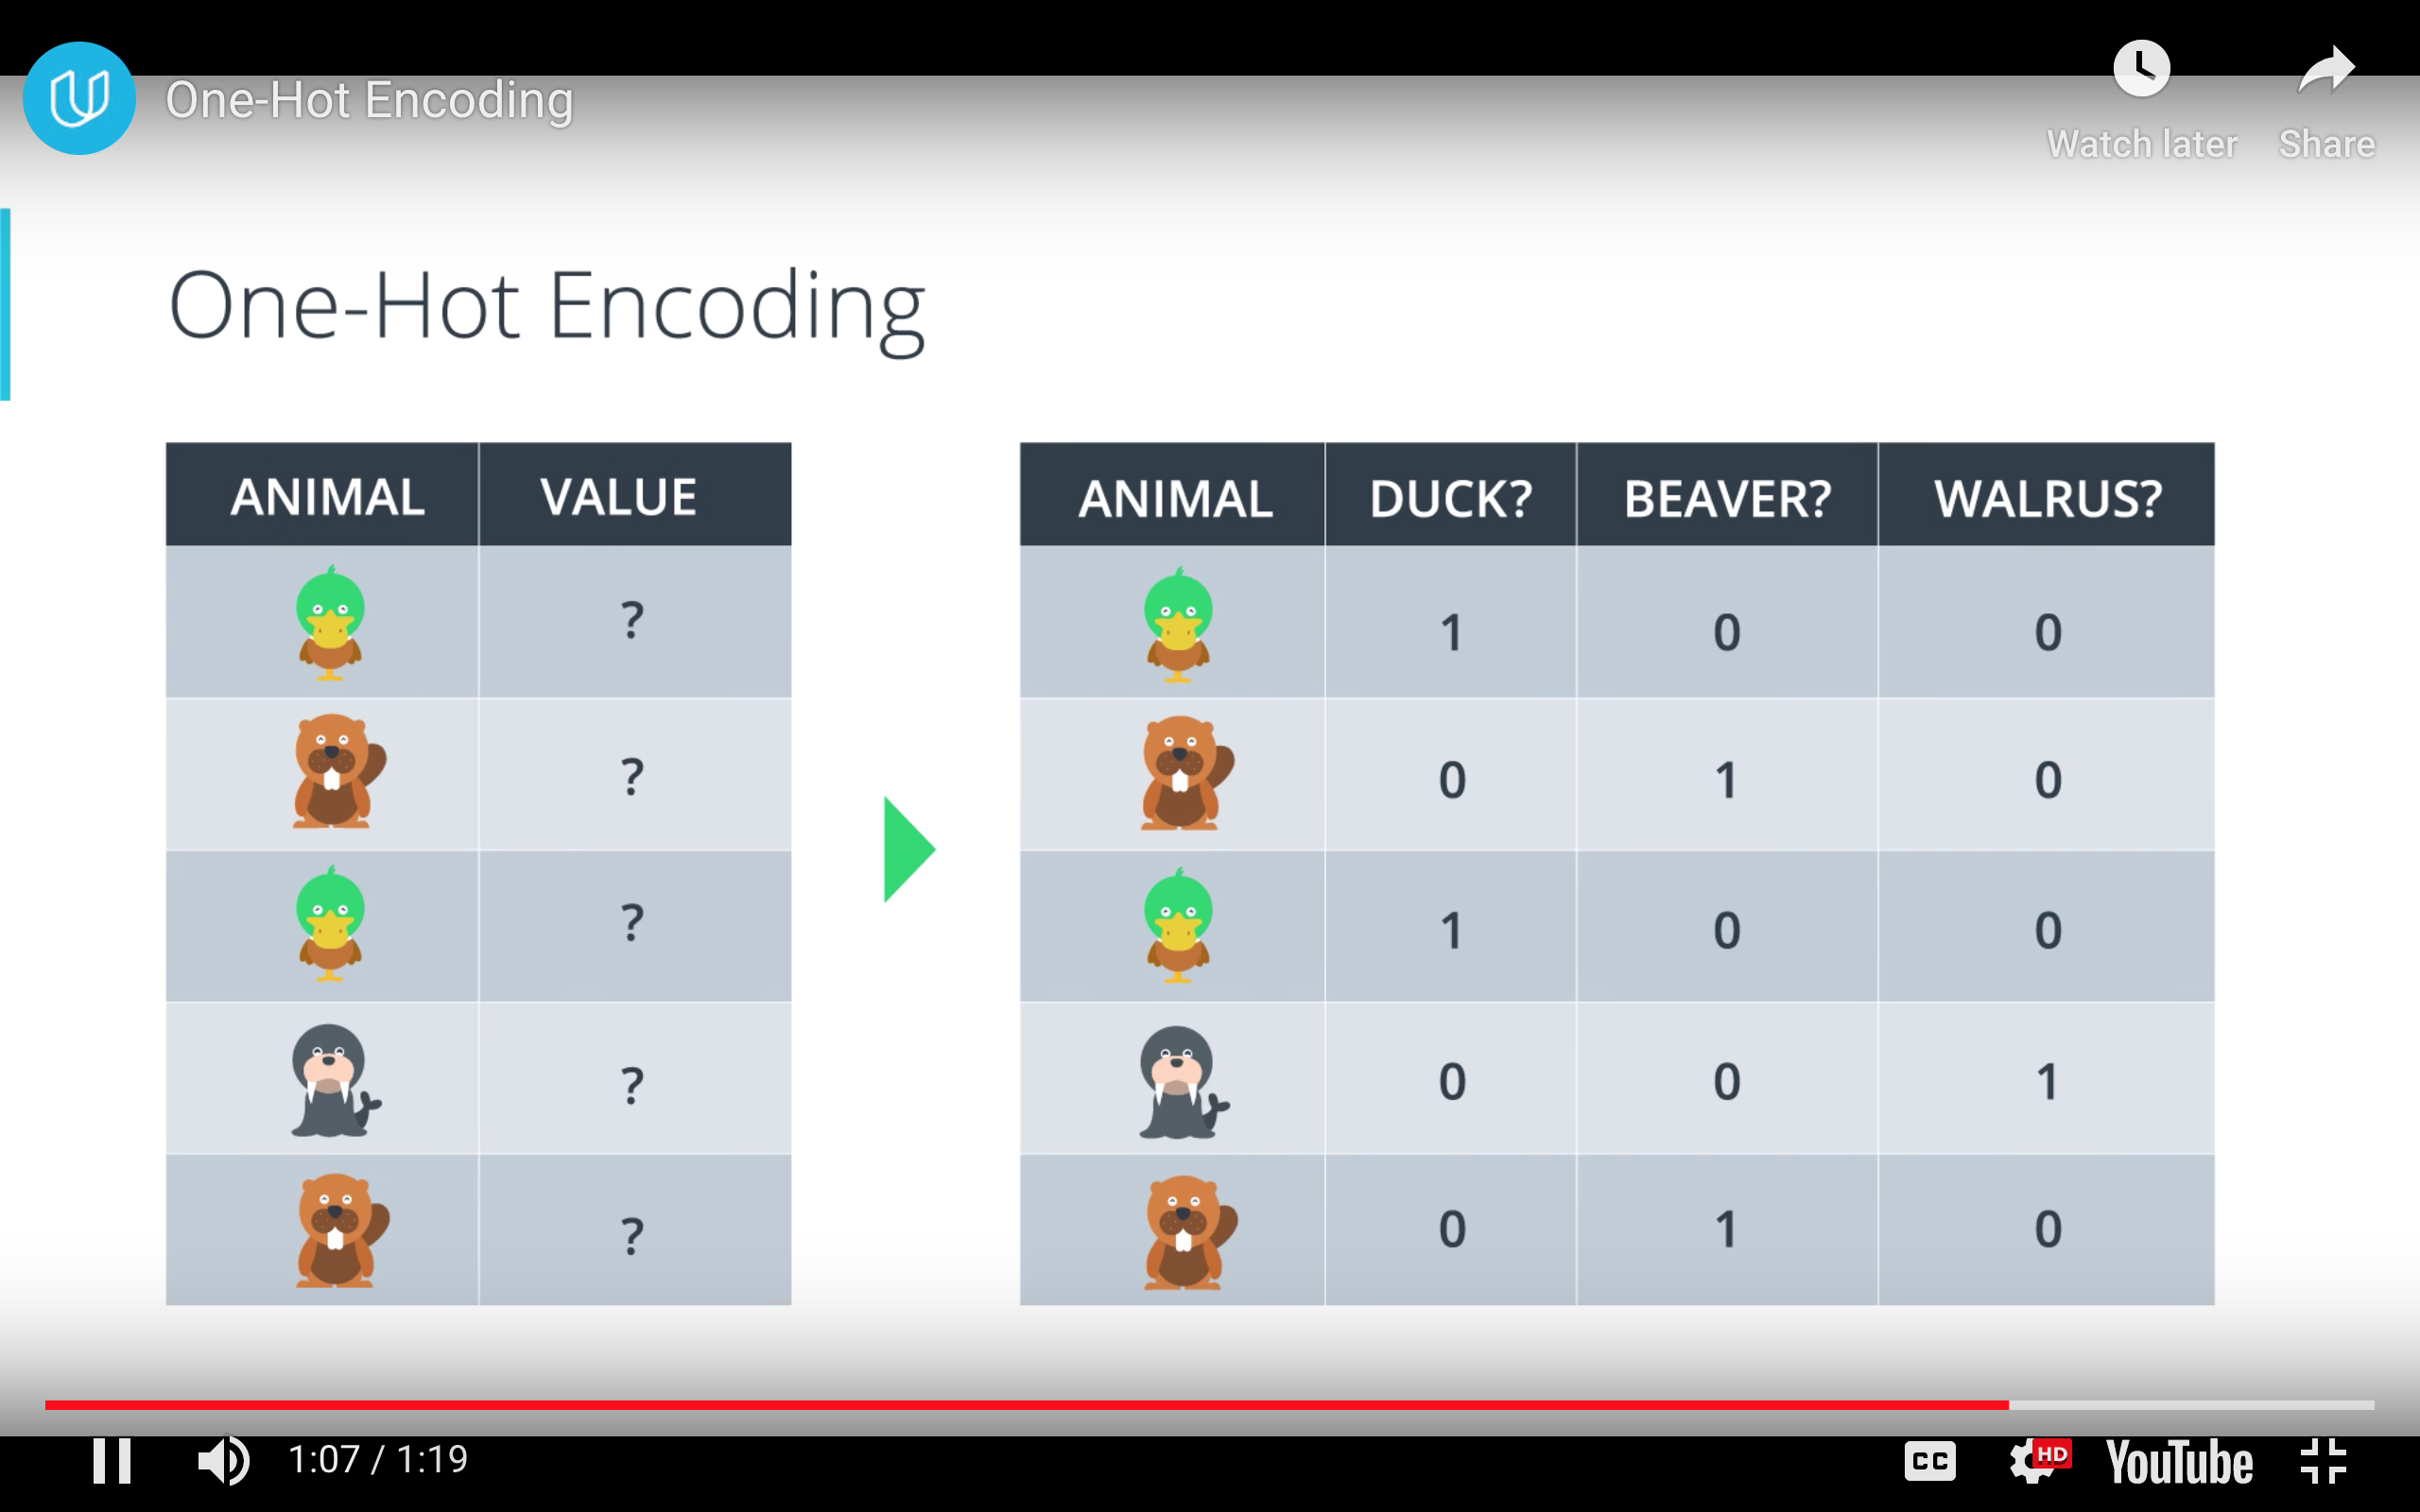 One-Hot Encoding
Watch later
Share
One-Hot Encoding
ANIMAL VALUE
?
?
?
?
?
ANIMAL DUCK? BEAVER? WALRUS?
1 0 0
0 1 0
1 0 0
0 0 1
0 1 0
1:07 / 1:19
CC
HD
YouTube